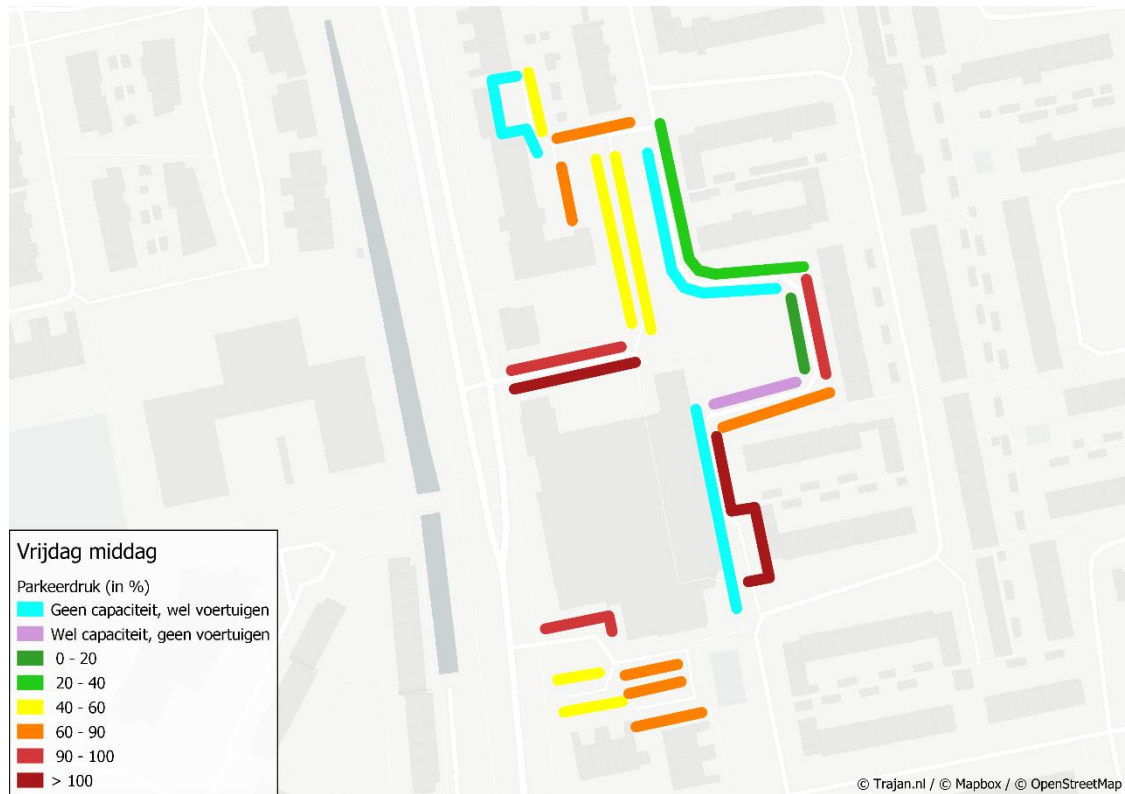 Vrijdag middag
Parkeerdruk (in %)
Geen capaciteit, wel voertuigen
Wel capaciteit, geen voertuigen
0 - 20
20 - 40
40 - 60
60 - 90
90 - 100
> 100
© Trajan.nl / © Mapbox / © OpenStreetMap